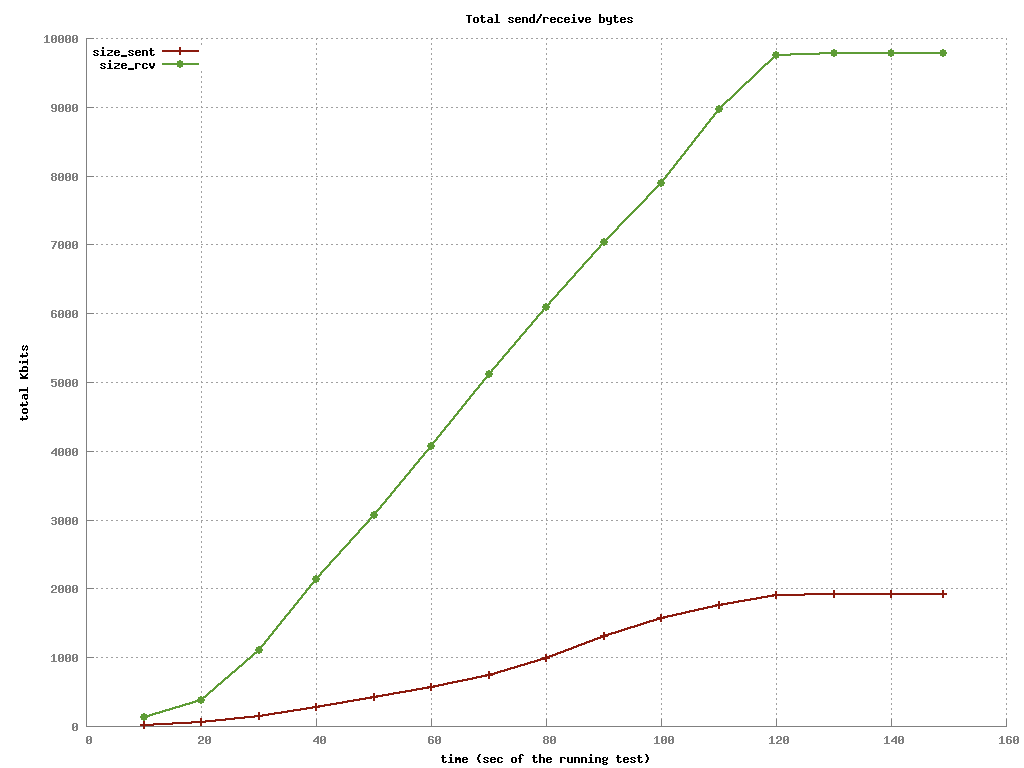 Total send/receive bytes
10000
size_sent
size_rcv
9000
8000
7000
6000
5000
4000
3000
2000
1000
0
total Kbits
0 20 40 60 80 100 120 140 160
time (sec of the running test)